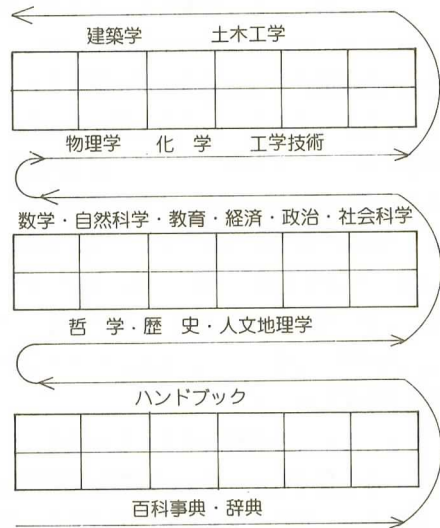 建築学 土木工学
物理学 化 学 工学技術
数学・自然科学・教育・経済・政治・社会科学
哲 学・歴 史・人文地理学
ハンドブック
百科事典・辞典